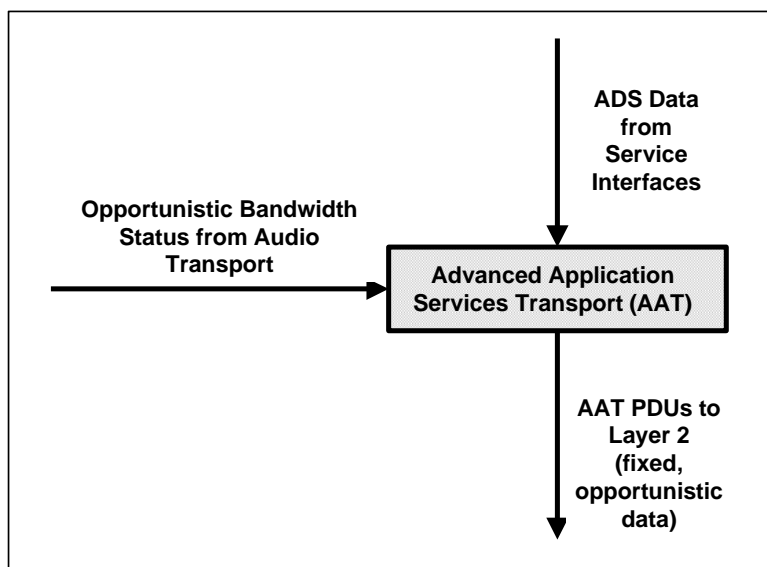 ADS Data
from
Service
Interfaces
Opportunistic Bandwidth
Status from Audio
Transport
Advanced Application
Services Transport (AAT)
AAT PDUs to
Layer 2
(fixed,
opportunistic
data)